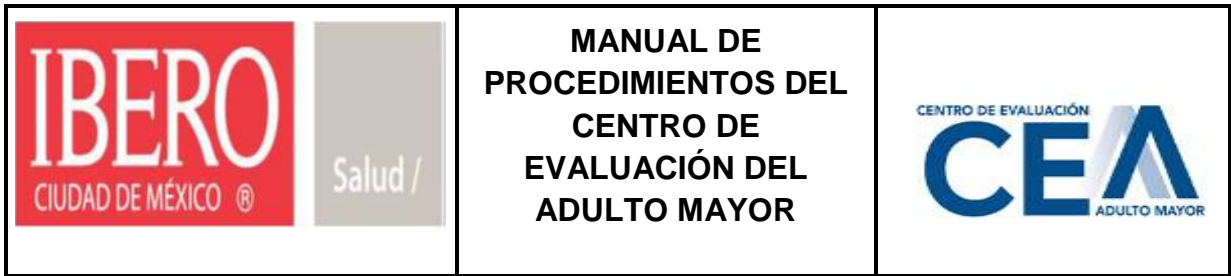 IBERO
CIUDAD DE MÉXICO ®
Salud /
MANUAL DE
PROCEDIMIENTOS DEL
CENTRO DE
EVALUACIÓN DEL
ADULTO MAYOR
CENTRO DE EVALUACIÓN
CEA
ADULTO MAYOR